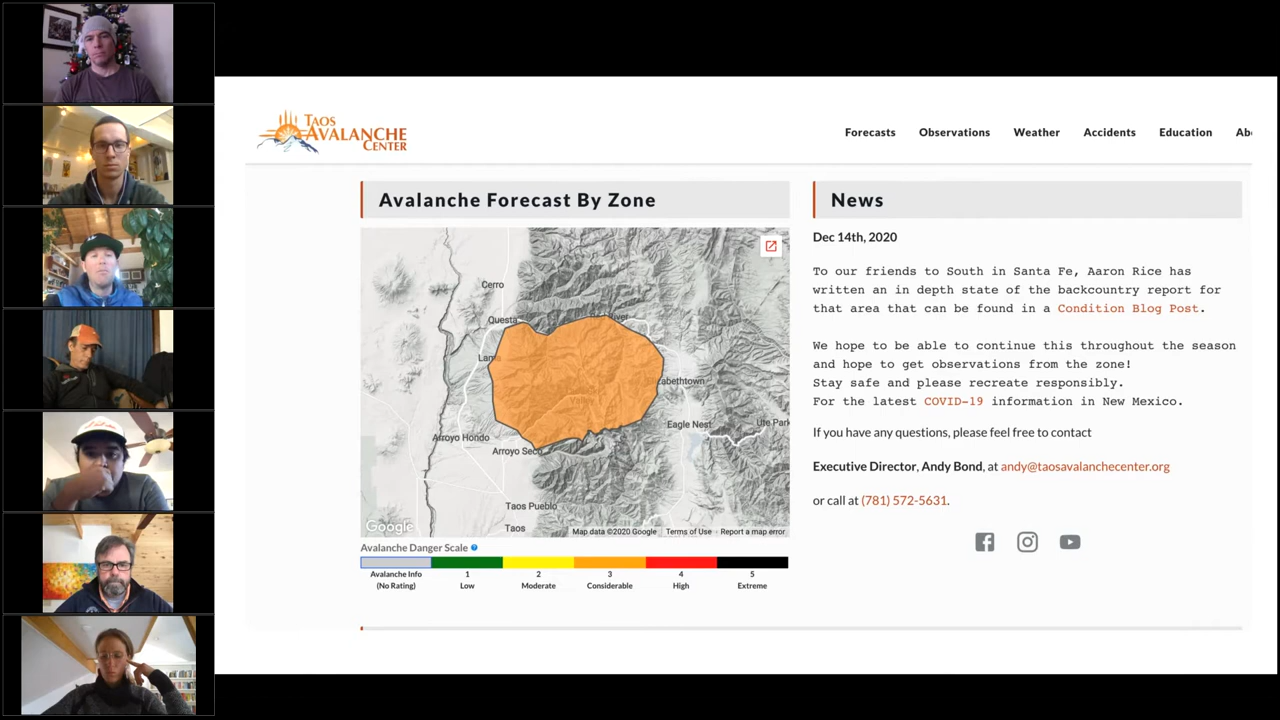 TAOS
AVALANCHE
CENTER
Forecasts Observations Weather Accidents Education Ab
Avalanche Forecast By Zone
Cerro
Questa
Lama
Elizabethtown
Valley
Eagle Nest
Ute Park
Arroyo Hondo
Arroyo Seco
Taos Pueblo
Taos
Google
Map data ©2020 Google Terms of Use Report a map error
Avalanche Danger Scale ?
Avalanche Info
(No Rating)
1
Low
2
Moderate
3
Considerable
4
High
5
Extreme
News
Dec 14th, 2020
To our friends to South in Santa Fe, Aaron Rice has
written an in depth state of the backcountry report for
that area that can be found in a Condition Blog Post.
We hope to be able to continue this throughout the season
and hope to get observations from the zone!
Stay safe and please recreate responsibly.
For the latest COVID-19 information in New Mexico.
If you have any questions, please feel free to contact
Executive Director, Andy Bond, at andy@taosavalanchecenter.org
or call at (781) 572-5631.